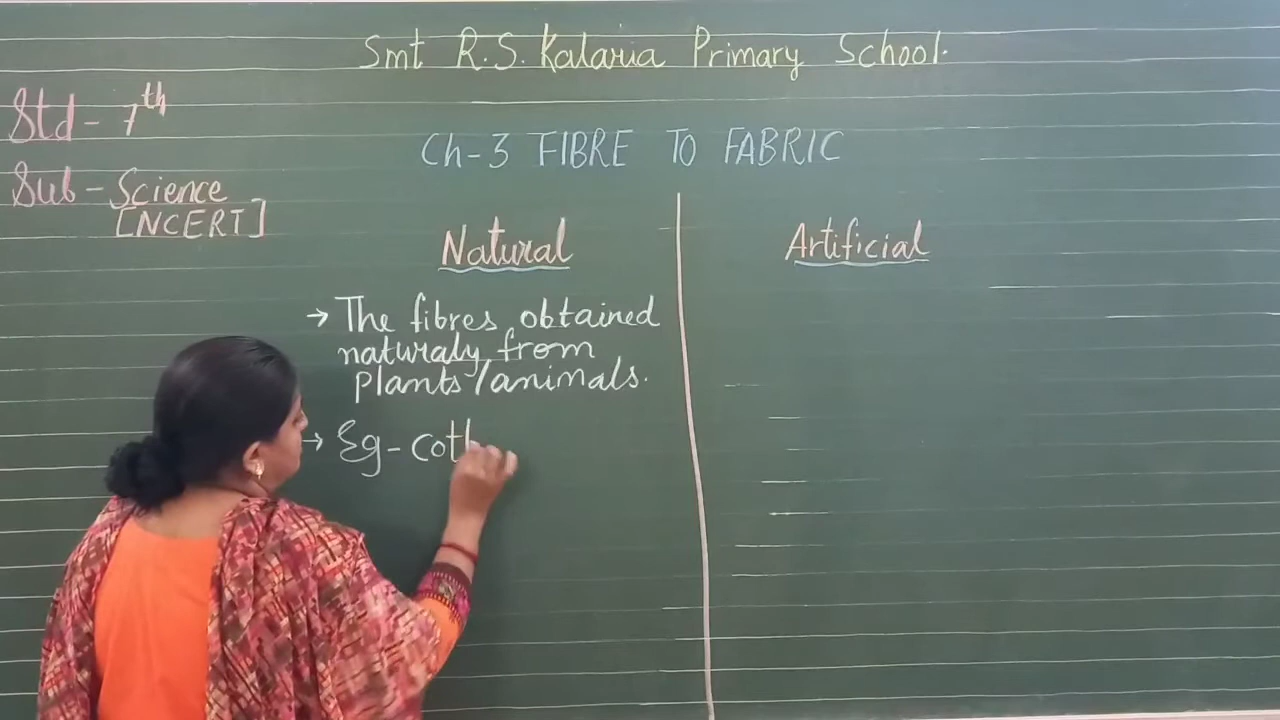 Smt R.S. Kalaria Primary School.
Std - 7th
Ch-3 FIBRE TO FABRIC
Sub - Science
[NCERT]
Natural
Artificial
→ The fibres obtained
naturaly from
plants/animals.
→ Eg - cott